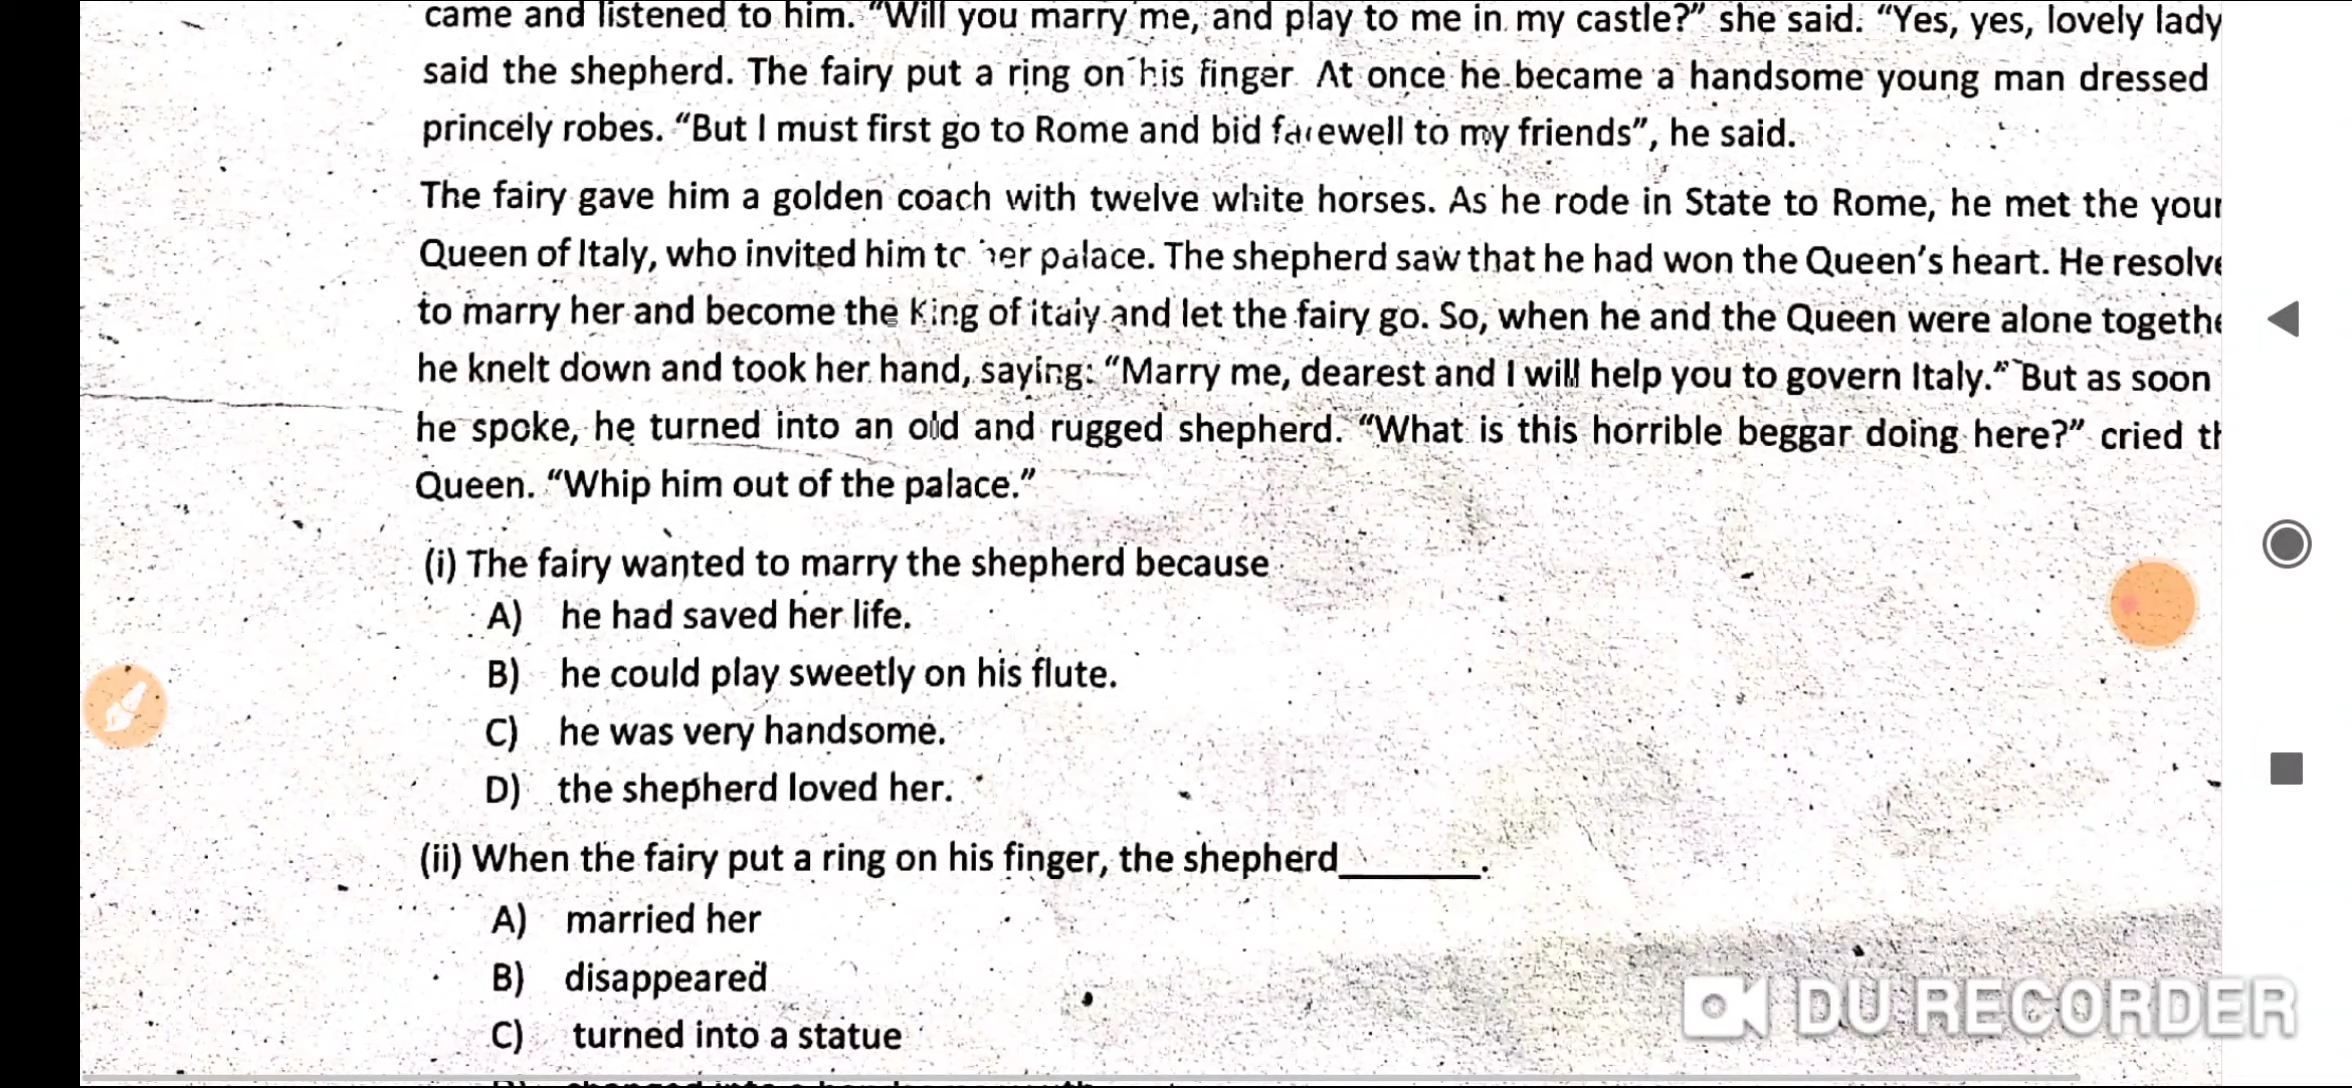 came and listened to him. “Will you marry me, and play to me in my castle?” she said. “Yes, yes, lovely lady
said the shepherd. The fairy put a ring on his finger At once he became a handsome young man dressed
princely robes. “But I must first go to Rome and bid farewell to my friends”, he said.
The fairy gave him a golden coach with twelve white horses. As he rode in State to Rome, he met the
Queen of Italy, who invited him to her palace. The shepherd saw that he had won the Queen’s heart. He
to marry her and become the King of italy and let the fairy go. So, when he and the Queen were alone
he knelt down and took her hand, saying: “Marry me, dearest and I will help you to govern Italy.” But as soon
he spoke, he turned into an old and rugged shepherd. “What is this horrible beggar doing here?” cried
Queen. “Whip him out of the palace.”
(i) The fairy wanted to marry the shepherd because
A) he had saved her life.
B) he could play sweetly on his flute.
C) he was very handsome.
D) the shepherd loved her.
(ii) When the fairy put a ring on his finger, the shepherd________.
A) married her
B) disappeared
C) turned into a statue
DU RECORDER